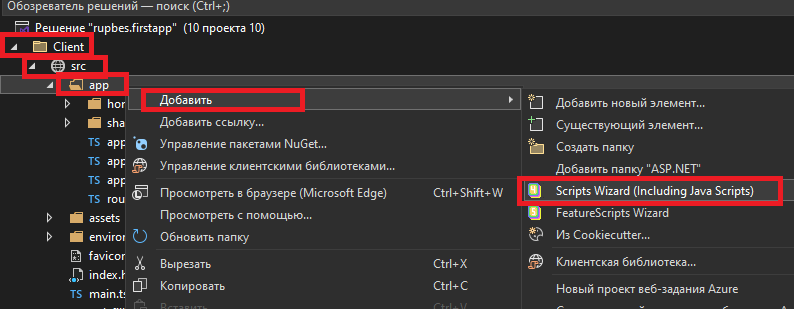 Обозреватель решений — поиск (Ctrl+;)
Решение "rupbes.firstapp" (10 проекта 10)
Client
src
app
hor
sha
TS app
TS app
TS app
TS rou
assets
environ
favicon
index.h
TS main.ts
Добавить
Добавить ссылку...
Управление пакетами NuGet...
Управление клиентскими библиотеками...
Просмотреть в браузере (Microsoft Edge) Ctrl+Shift+W
Просмотреть с помощью...
Обновить папку
Вырезать Ctrl+X
Копировать Ctrl+C
Вставить
Добавить новый элемент...
Существующий элемент...
Создать папку
Добавить папку "ASP.NET"
Scripts Wizard (Including Java Scripts)
FeatureScripts Wizard
Из Cookiecutter...
Клиентская библиотека...
Новый проект веб-задания Azure